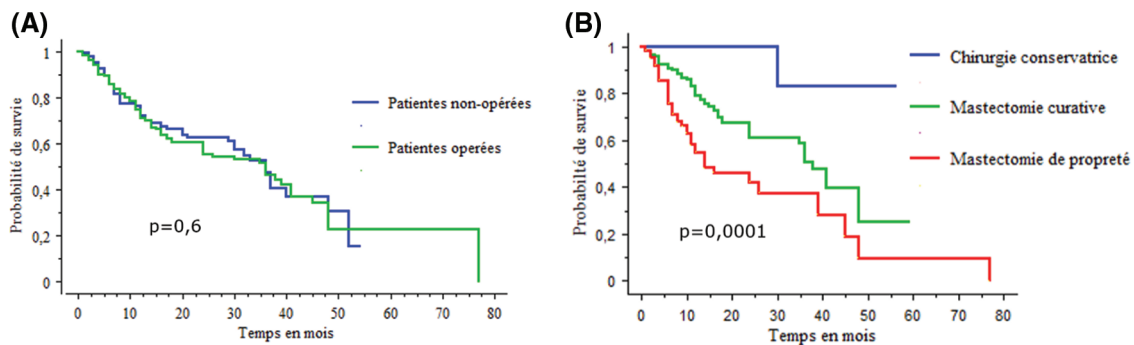 (A)
Probabilté de survie
1
0,8
0,6
0,4
0,2
0
Patientes non-opérées
Patientes operées
p=0,6
0 10 20 30 40 50 60 70 80
Temps en mois
(B)
Probabilté de survie
1
0,8
0,6
0,4
0,2
0
Chirurgie conservatrice
Mastectomie curative
Mastectomie de propreté
p=0,0001
0 10 20 30 40 50 60 70 80
Temps en mois